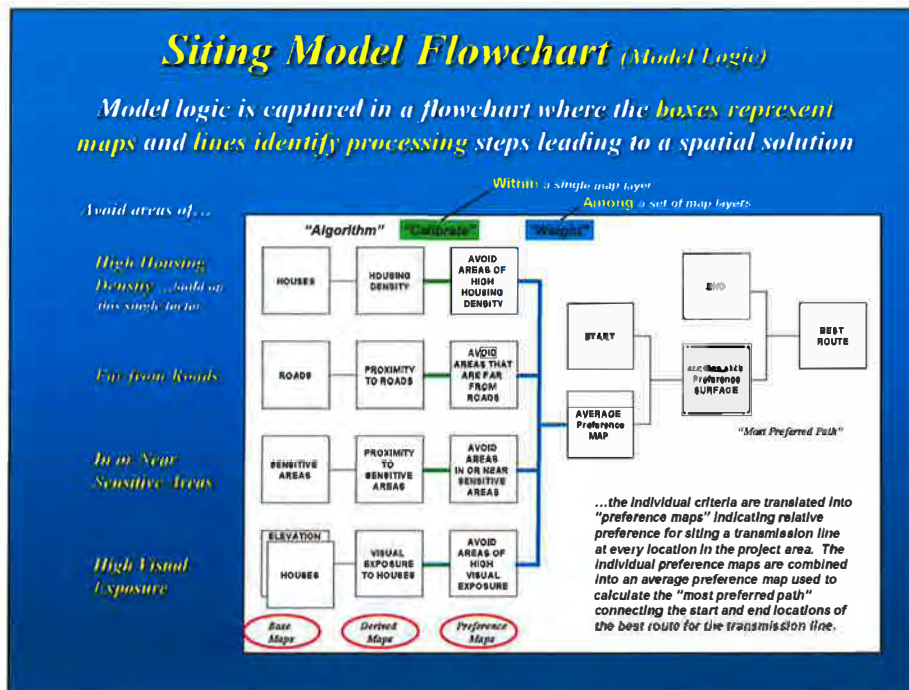 Siting Model Flowchart (Model Logic)
Model logic is captured in a flowchart where the boxes represent
maps and lines identify processing steps leading to a spatial solution
Within a single map layer
Among a set of map layers
Avoid areas of…
"Algorithm" "Calibrate" "Weight"
High Housing
Density …build on
this single factor
HOUSES
HOUSING
DENSITY
AVOID
AREAS OF
HIGH
HOUSING
DENSITY
END
START
BEST
ROUTE
Far from Roads
ROADS
PROXIMITY
TO ROADS
AVOID
AREAS THAT
ARE FAR
FROM
ROADS
Preference
SURFACE
AVERAGE
Preference
MAP
"Most Preferred Path"
In or Near
Sensitive Areas
SENSITIVE
AREAS
PROXIMITY
TO
SENSITIVE
AREAS
AVOID
AREAS
IN OR NEAR
SENSITIVE
AREAS
High Visual
Exposure
ELEVATION
HOUSES
VISUAL
EXPOSURE
TO HOUSES
AVOID
AREAS OF
HIGH
VISUAL
EXPOSURE
…the individual criteria are translated into
"preference maps" indicating relative
preference for siting a transmission line
at every location in the project area. The
individual preference maps are combined
into an average preference map used to
calculate the "most preferred path"
connecting the start and end locations of
the best route for the transmission line.
Base
Maps
Derived
Maps
Preference
Maps